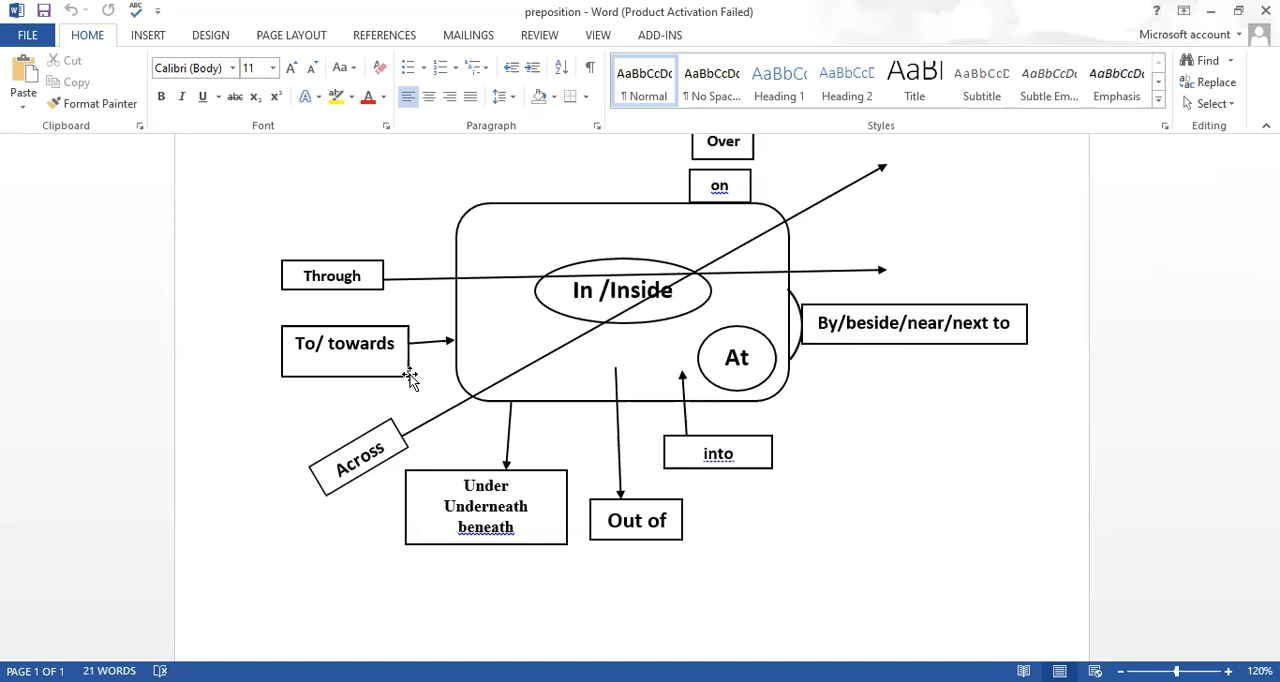 ABC
preposition - Word (Product Activation Failed)
?
FILE
HOME
INSERT
DESIGN
PAGE LAYOUT
REFERENCES
MAILINGS
REVIEW
VIEW
ADD-INS
Microsoft account
Paste
Cut
Copy
Format Painter
Clipboard
Calibri (Body)
11
Font
Paragraph
AaBbCcDc
¶ Normal
AaBbCcDc
¶ No Spac...
AaBbCc
Heading 1
AaBbCcC
Heading 2
AaBl
Title
AaBbCcD
Subtitle
AaBbCcDc
Subtle Em...
AaBbCcDc
Emphasis
Styles
Find
Replace
Select
Editing
Over
on
Through
In /Inside
By/beside/near/next to
To/ towards
At
Across
into
Under
Underneath
beneath
Out of
PAGE 1 OF 1
21 WORDS
120%